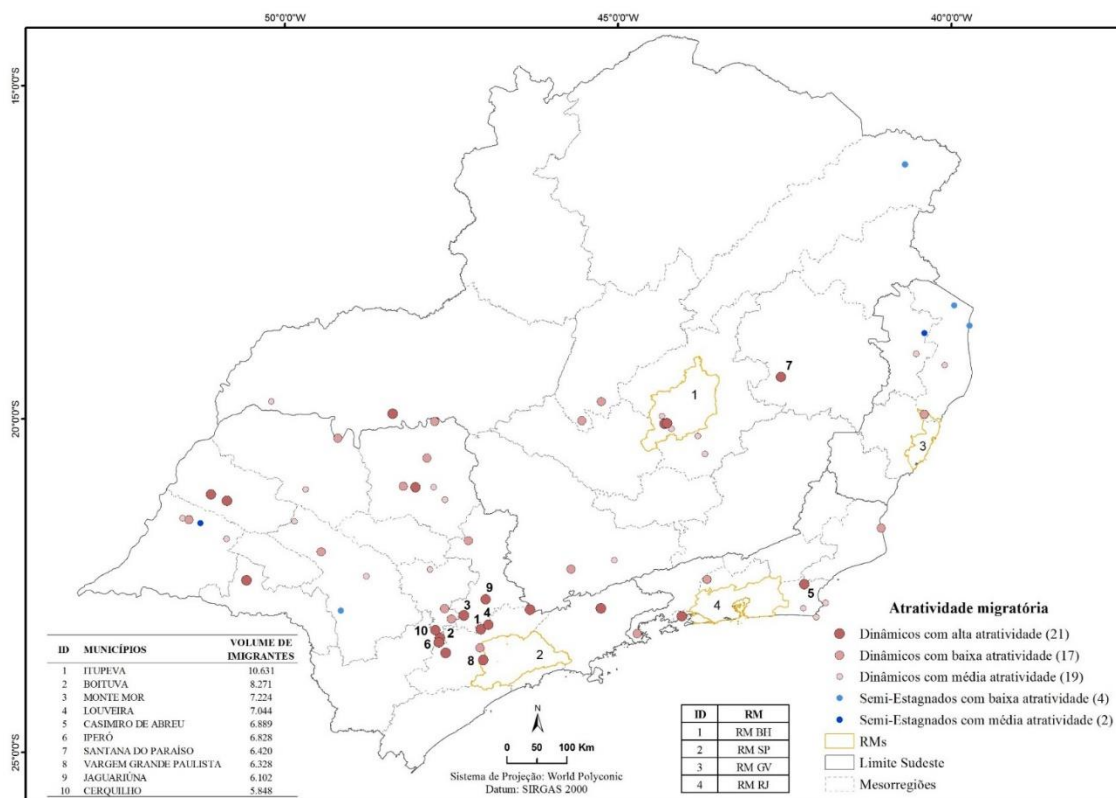 50°0'0"W 45°0'0"W 40°0'0"W
15°0'0"S
20°0'0"S
25°0'0"S
7
1
3
9
3
4
1
10
2
6
8
2
5
4
ID MUNICÍPIOS VOLUME DE IMIGRANTES
1 ITUPEVA 10.631
2 BOITUVA 8.271
3 MONTE MOR 7.224
4 LOUVEIRA 7.044
5 CASIMIRO DE ABREU 6.889
6 IPERÓ 6.828
7 SANTANA DO PARAÍSO 6.420
8 VARGEM GRANDE PAULISTA 6.328
9 JAGUARIÚNA 6.102
10 CERQUILHO 5.848
N
0 50 100 Km
Sistema de Projeção: World Polyconic
Datum: SIRGAS 2000
ID RM
1 RM BH
2 RM SP
3 RM GV
4 RM RJ
Atratividade migratória
Dinâmicos com alta atratividade (21)
Dinâmicos com baixa atratividade (17)
Dinâmicos com média atratividade (19)
Semi-Estagnados com baixa atratividade (4)
Semi-Estagnados com média atratividade (2)
RMs
Limite Sudeste
Mesorregiões